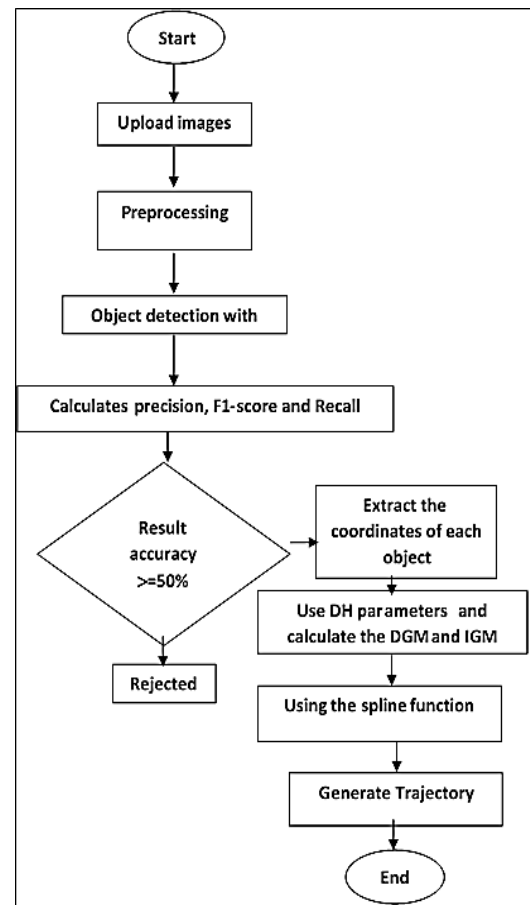 Start
Upload images
Preprocessing
Object detection with
Calculates precision, F1-score and Recall
Result
accuracy
>=50%
Rejected
Extract the
coordinates of each
object
Use DH parameters and
calculate the DGM and IGM
Using the spline function
Generate Trajectory
End